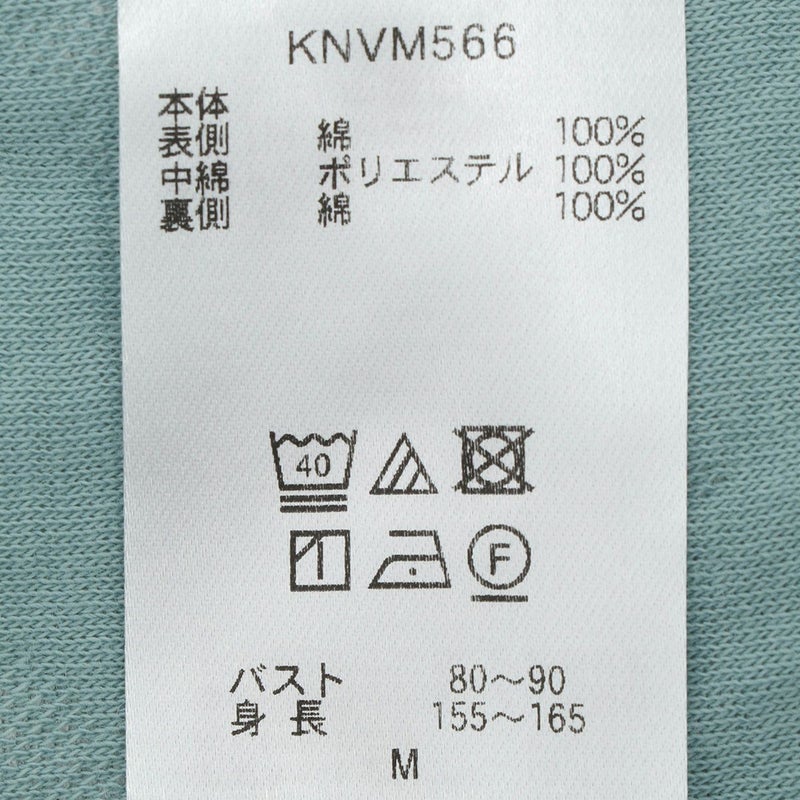 KNVM566
本体
表側 綿 100%
中綿 ポリエステル 100%
裏側 綿 100%
40
F
バスト 80～90
身長 155～165
M